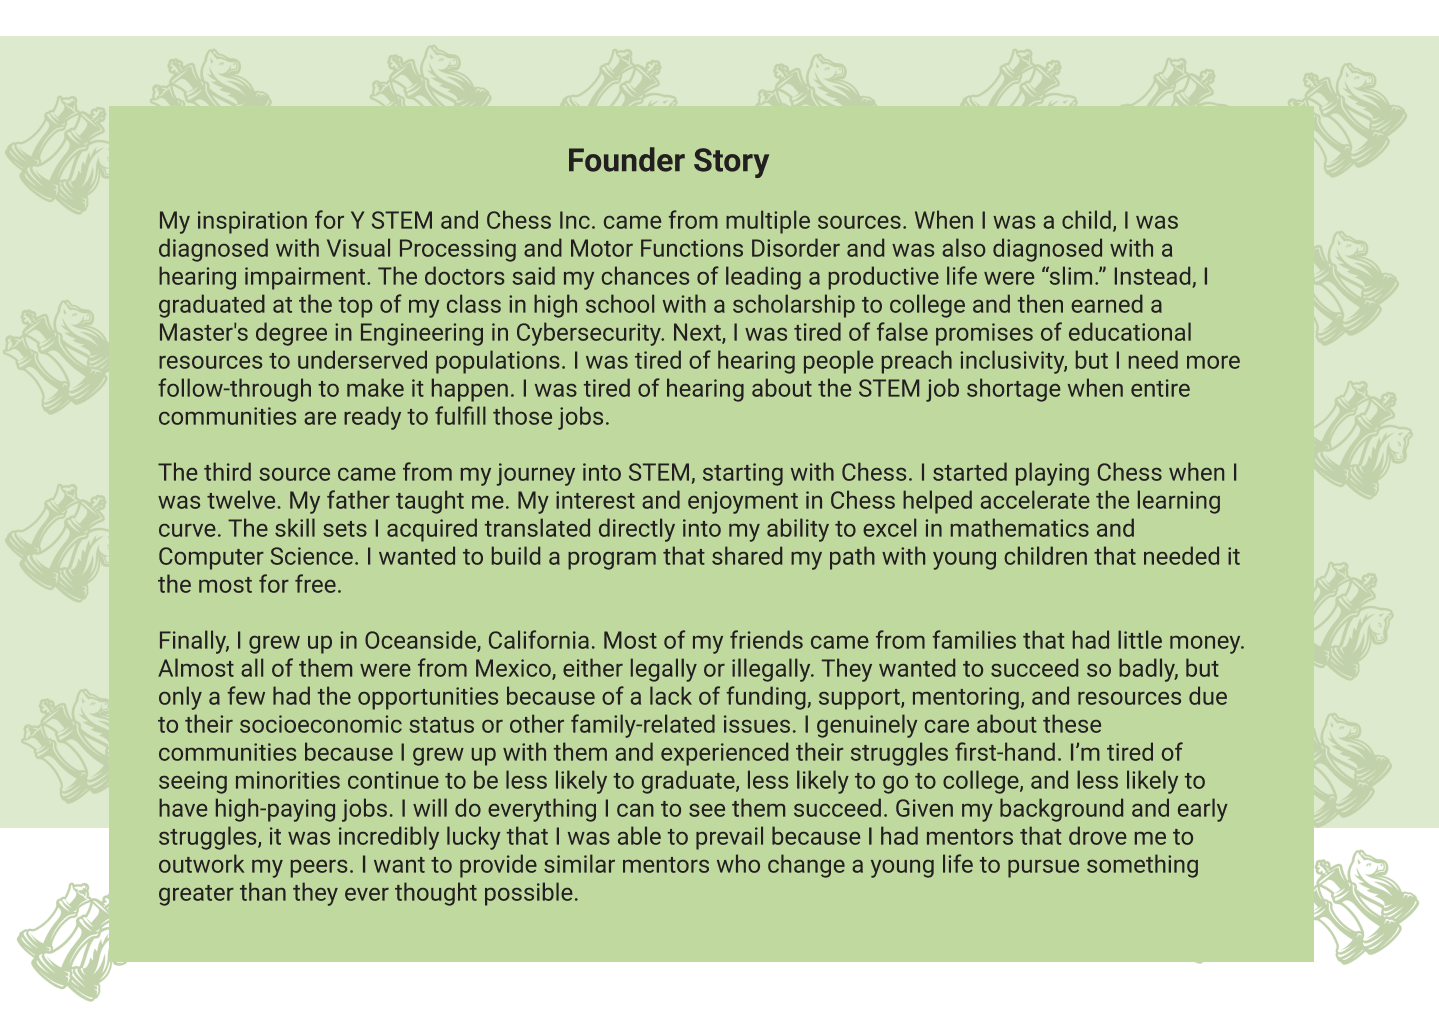 Founder Story
My inspiration for Y STEM and Chess Inc. came from multiple sources. When I was a child, I was
diagnosed with Visual Processing and Motor Functions Disorder and was also diagnosed with a
hearing impairment. The doctors said my chances of leading a productive life were “slim.” Instead, I
graduated at the top of my class in high school with a scholarship to college and then earned a
Master's degree in Engineering in Cybersecurity. Next, I was tired of false promises of educational
resources to underserved populations. I was tired of hearing people preach inclusivity, but I need more
follow-through to make it happen. I was tired of hearing about the STEM job shortage when entire
communities are ready to fulfill those jobs.
The third source came from my journey into STEM, starting with Chess. I started playing Chess when I
was twelve. My father taught me. My interest and enjoyment in Chess helped accelerate the learning
curve. The skill sets I acquired translated directly into my ability to excel in mathematics and
Computer Science. I wanted to build a program that shared my path with young children that needed it
the most for free.
Finally, I grew up in Oceanside, California. Most of my friends came from families that had little money.
Almost all of them were from Mexico, either legally or illegally. They wanted to succeed so badly, but
only a few had the opportunities because of a lack of funding, support, mentoring, and resources due
to their socioeconomic status or other family-related issues. I genuinely care about these
communities because I grew up with them and experienced their struggles first-hand. I’m tired of
seeing minorities continue to be less likely to graduate, less likely to go to college, and less likely to
have high-paying jobs. I will do everything I can to see them succeed. Given my background and early
struggles, it was incredibly lucky that I was able to prevail because I had mentors that drove me to
outwork my peers. I want to provide similar mentors who change a young life to pursue something
greater than they ever thought possible.